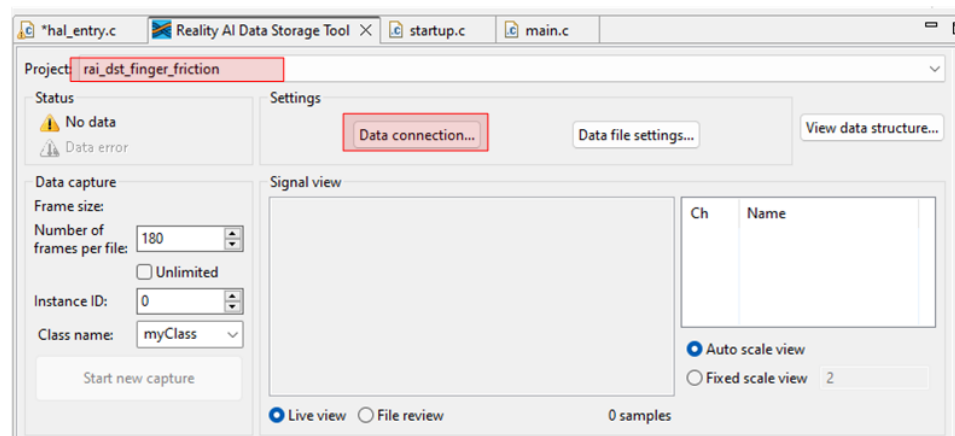 *hal_entry.c Reality AI Data Storage Tool startup.c main.c
Project: rai_dst_finger_friction
Status
No data
Data error
Settings
Data connection... Data file settings...
View data structure...
Data capture
Frame size:
Number of
frames per file: 180
Unlimited
Instance ID: 0
Class name: myClass
Start new capture
Signal view
Ch Name
Auto scale view
Fixed scale view 2
Live view File review 0 samples